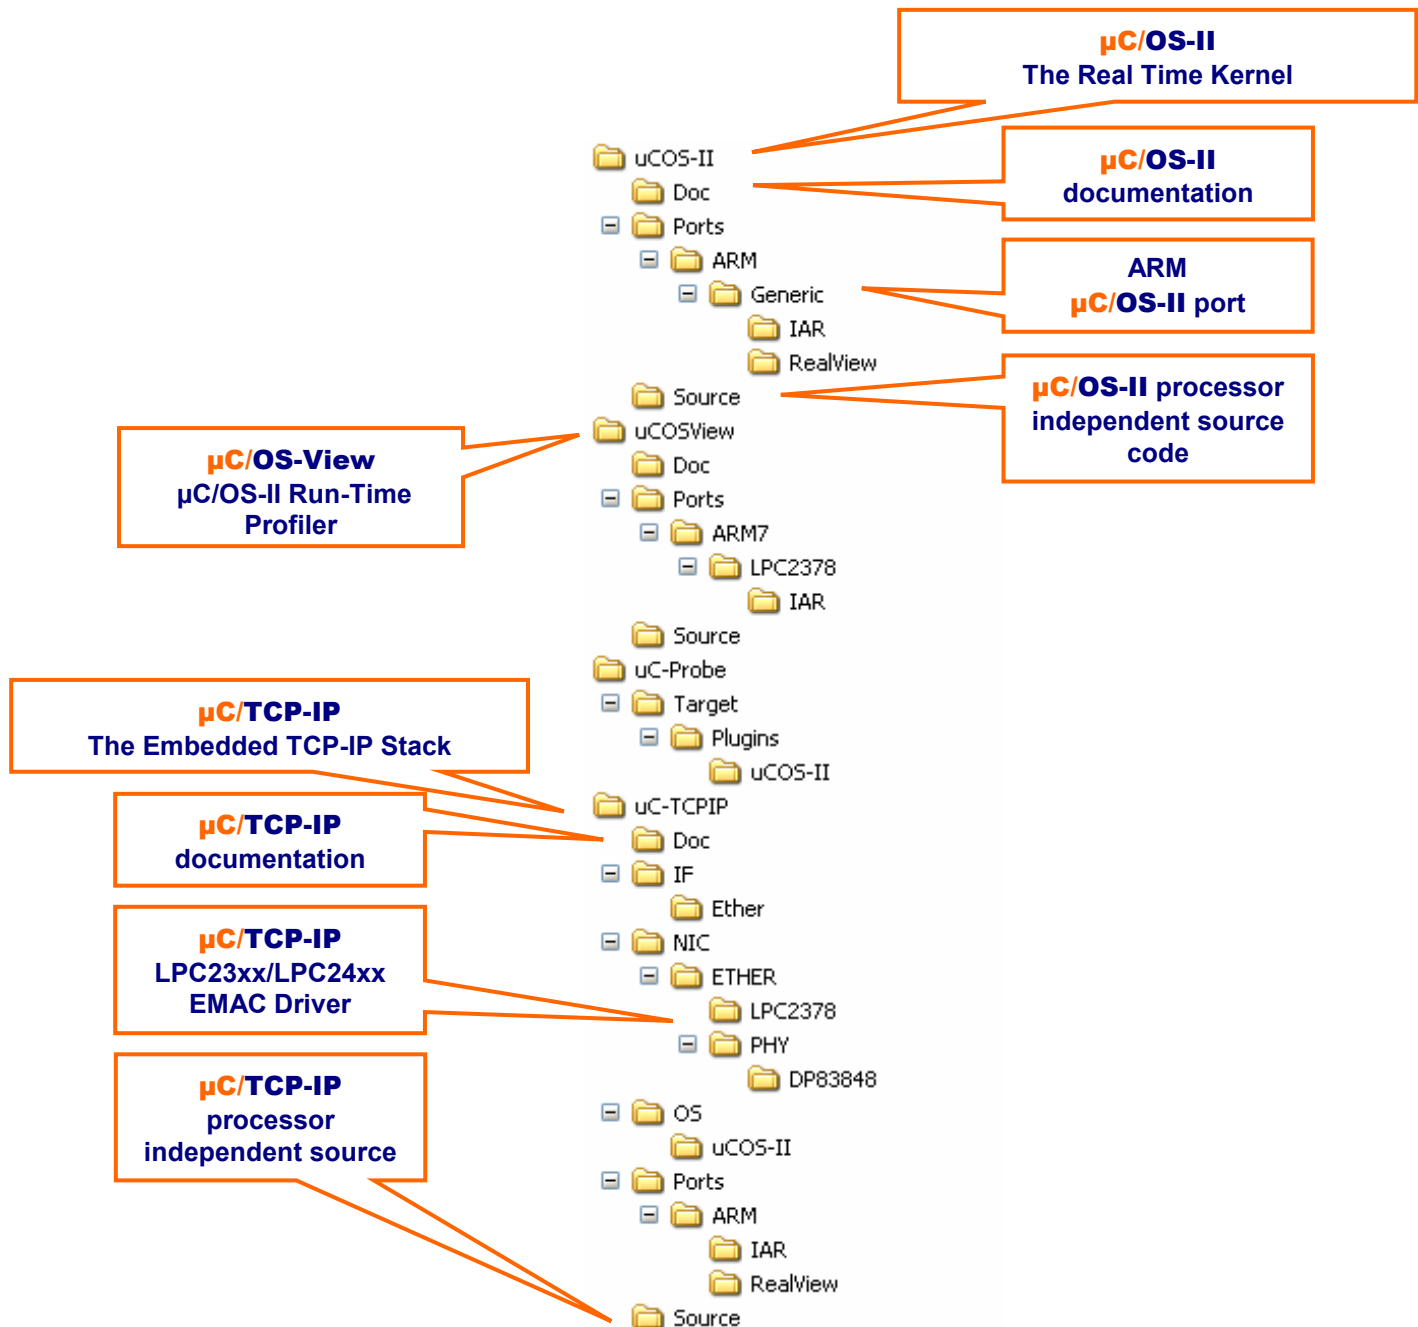 µC/OS-II
The Real Time Kernel
µC/OS-II
documentation
ARM
µC/OS-II port
µC/OS-II processor
independent source
code
µC/OS-View
µC/OS-II Run-Time
Profiler
µC/TCP-IP
The Embedded TCP-IP Stack
µC/TCP-IP
documentation
µC/TCP-IP
LPC23xx/LPC24xx
EMAC Driver
µC/TCP-IP
processor
independent source
uCOS-II
Doc
Ports
ARM
Generic
IAR
RealView
Source
uCOSView
Doc
Ports
ARM7
LPC2378
IAR
Source
uC-Probe
Target
Plugins
uCOS-II
uC-TCPIP
Doc
IF
Ether
NIC
ETHER
LPC2378
PHY
DP83848
OS
uCOS-II
Ports
ARM
IAR
RealView
Source